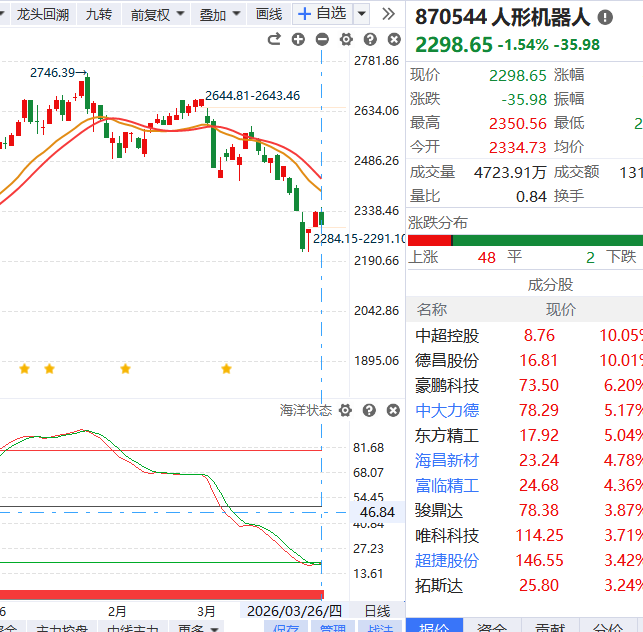 龙头回溯 九转 前复权 叠加 画线 自选
2781.86
2746.39
2644.81-2643.46
2634.06
2486.26
2338.46
2284.15-2291.10
2190.66
2042.86
1895.06
海洋状态
81.68
68.07
54.45
46.84
40.84
27.23
13.61
6 2月 3月 2026/03/26/四 日线
主力控盘 中线主力 更多 保存 管理 战法
870544 人形机器人
2298.65 -1.54% -35.98
现价 2298.65 涨幅
涨跌 -35.98 振幅
最高 2350.56 最低 2
今开 2334.73 均价
成交量 4723.91万 成交额 131
量比 0.84 换手
涨跌分布
上涨 48 平 2 下跌
成分股
名称 现价
中超控股 8.76 10.05%
德昌股份 16.81 10.01%
豪鹏科技 73.50 6.20%
中大力德 78.29 5.17%
东方精工 17.92 5.04%
海昌新材 23.24 4.78%
富临精工 24.68 4.36%
骏鼎达 78.38 3.87%
唯科科技 114.25 3.71%
超捷股份 146.55 3.42%
拓斯达 25.80 3.24%
报价 资金 贡献 分价